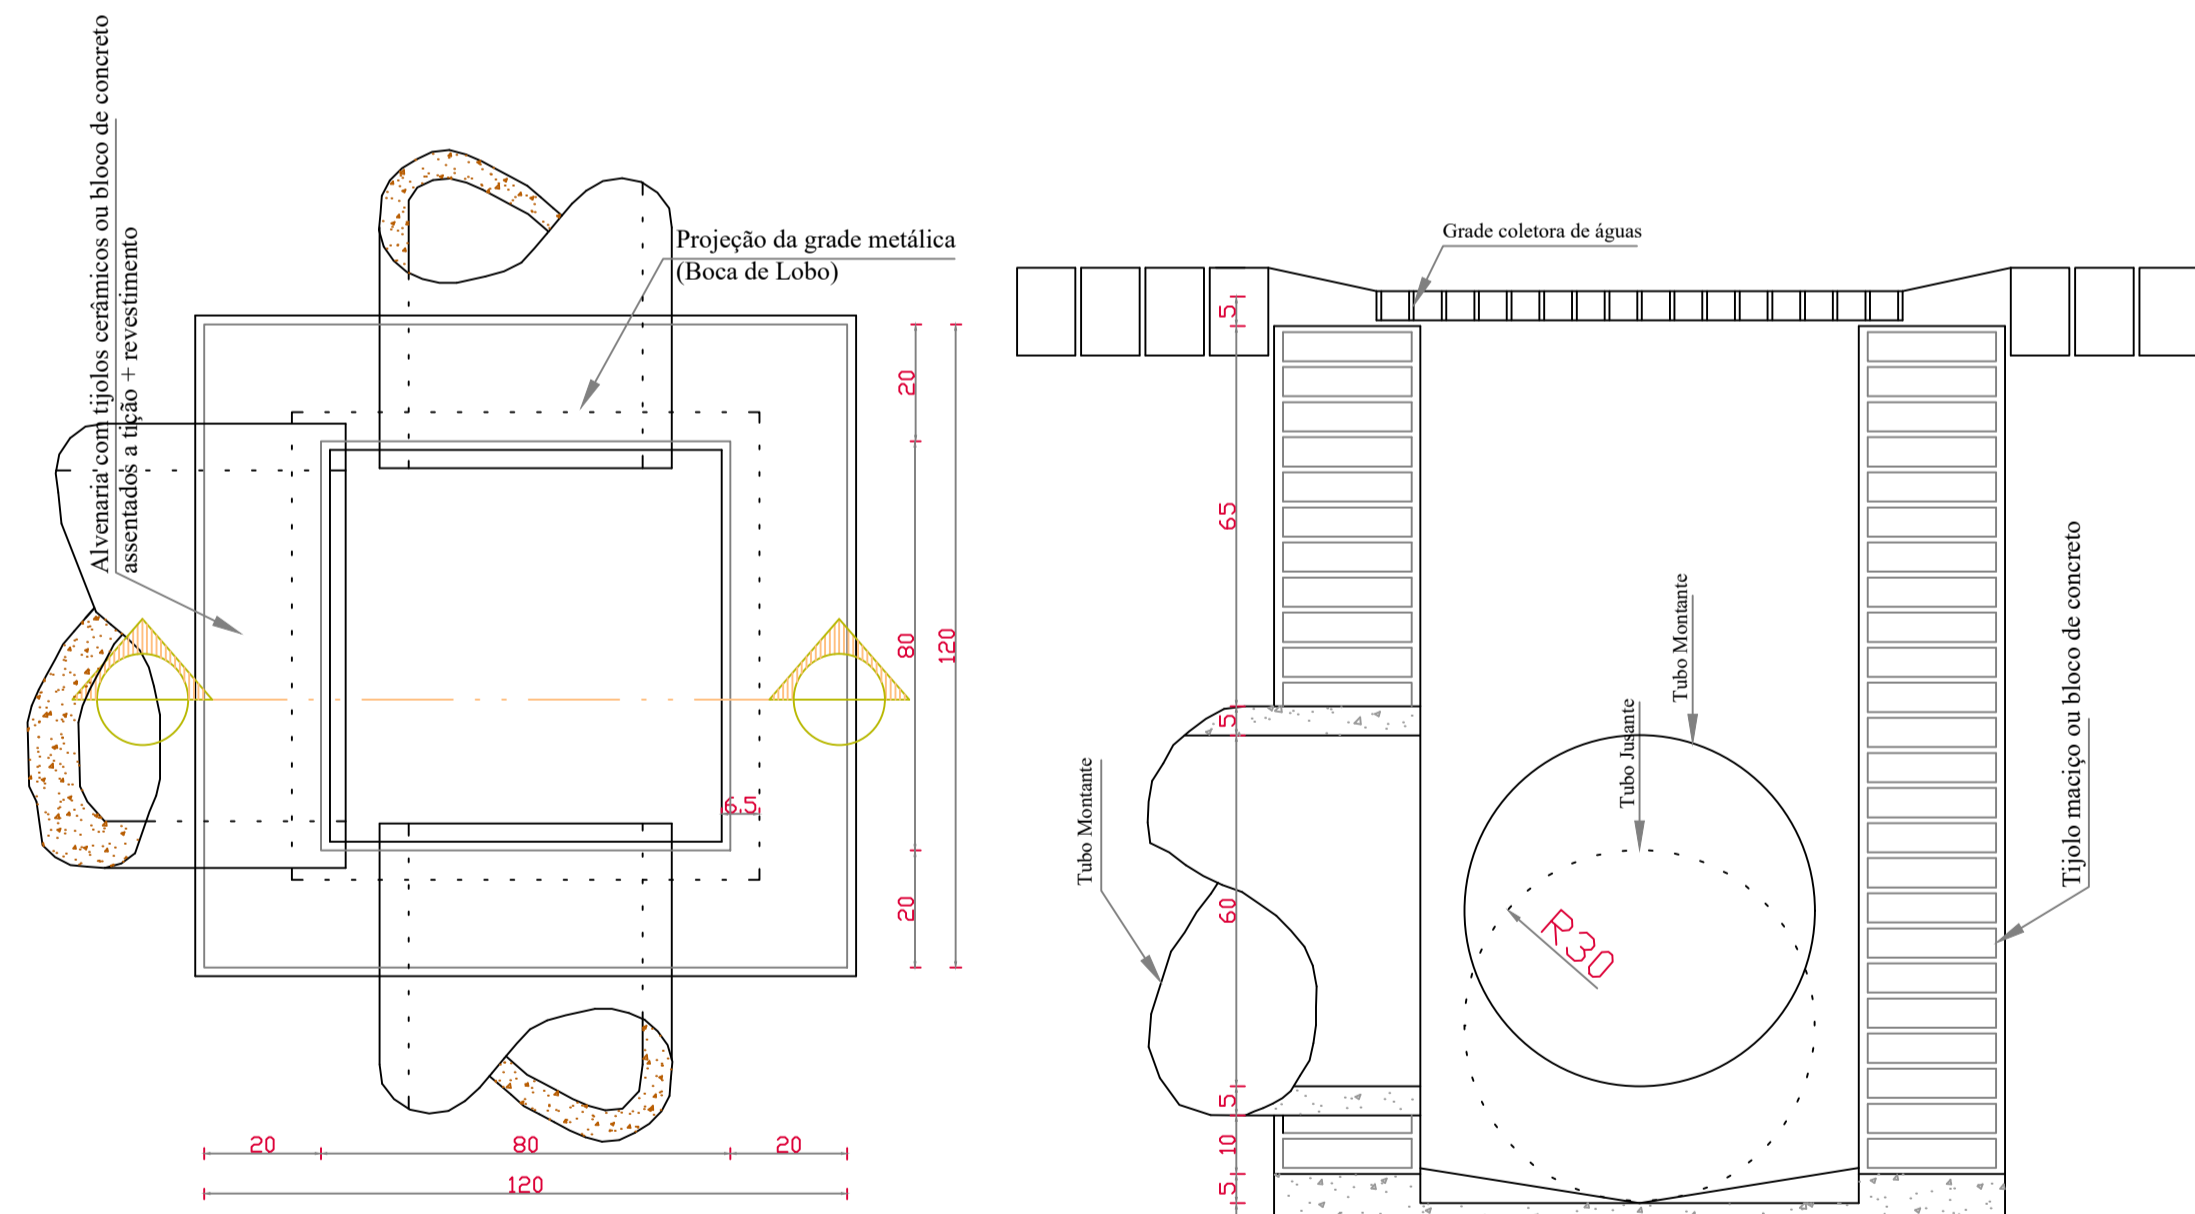 Alvenaria com tijolos cerâmicos ou bloco de concreto
assentados a tição + revestimento
Projeção da grade metálica
(Boca de Lobo)
20
80
120
20
6.5
20
80
20
120
Grade coletora de águas
5
65
5
60
5
10
5
Tubo Montante
Tubo Jusante
Tubo Montante
R30
Tijolo maciço ou bloco de concreto